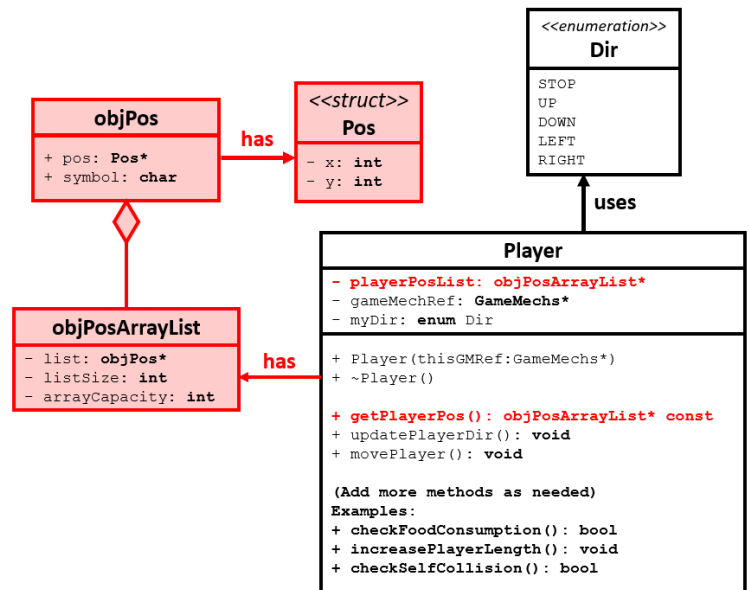 <<enumeration>>
Dir
STOP
UP
DOWN
LEFT
RIGHT
objPos
+ pos: Pos*
+ symbol: char
has
<<struct>>
Pos
- x: int
- y: int
uses
objPosArrayList
- list: objPos*
- listSize: int
- arrayCapacity: int
has
Player
- playerPosList: objPosArrayList*
- gameMechRef: GameMechs*
- myDir: enum Dir
+ Player(thisGMRef:GameMechs*)
+ ~Player()
+ getPlayerPos(): objPosArrayList* const
+ updatePlayerDir(): void
+ movePlayer(): void
(Add more methods as needed)
Examples:
+ checkFoodConsumption(): bool
+ increasePlayerLength(): void
+ checkSelfCollision(): bool